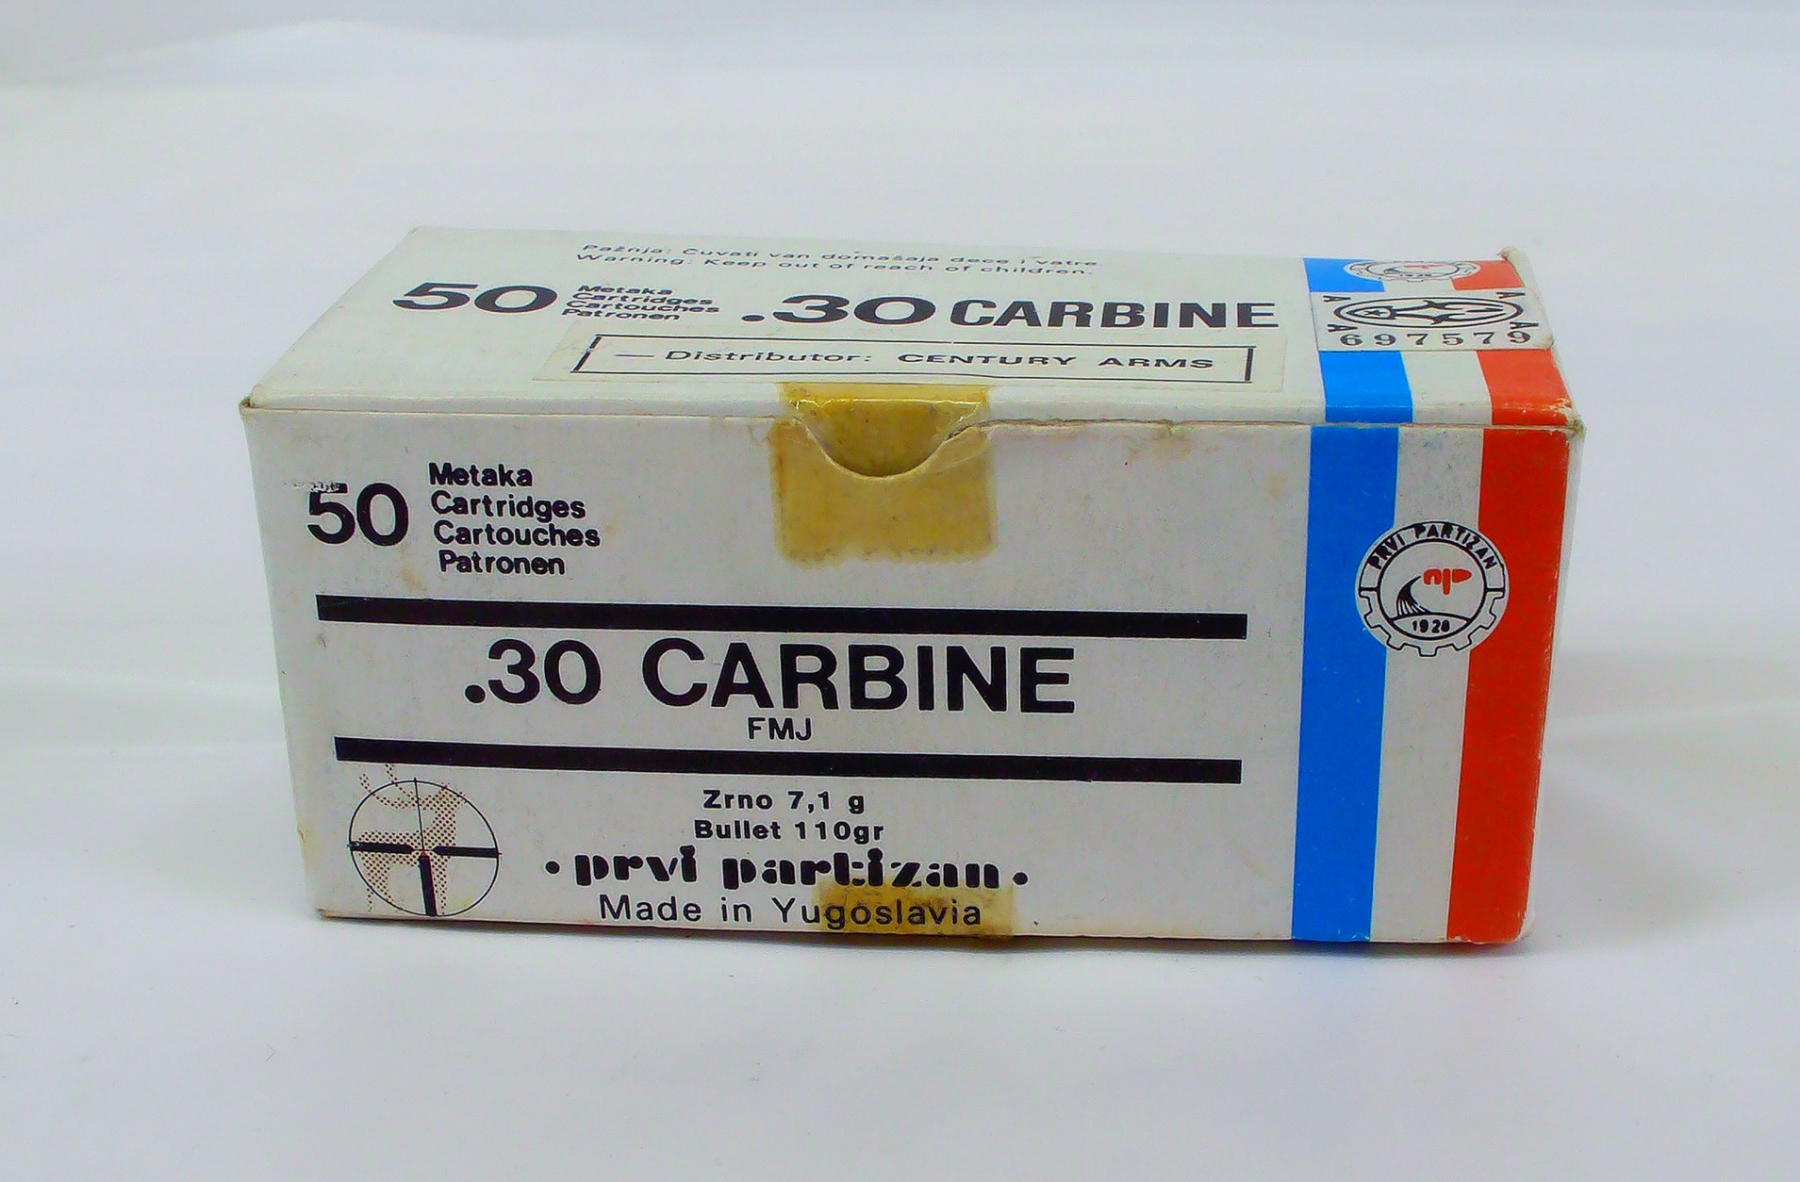 Pažnja: Čuvati van domašaja dece i vatre.
Warning: Keep out of reach of children.
50 Metaka
Cartridges
Cartouches
Patronen
.30 CARBINE
— Distributor: CENTURY ARMS
1928
A A
A A
697579
50 Metaka
Cartridges
Cartouches
Patronen
.30 CARBINE
FMJ
Zrno 7,1 g
Bullet 110gr
• prvi partizan •
Made in Yugoslavia
PRVI PARTIZAN
1928